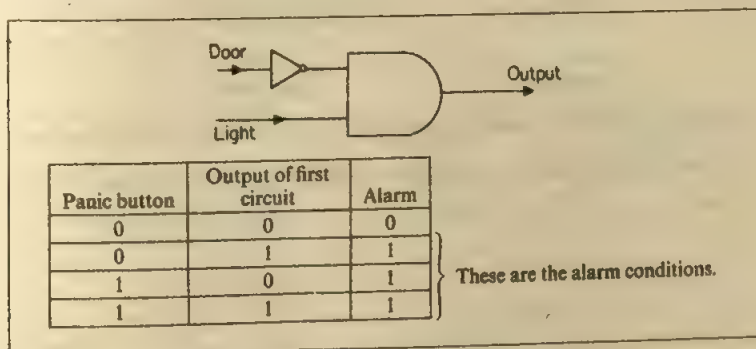 Door
Output
Light
Panic button Output of first circuit Alarm
0 0 0
0 1 1
1 0 1
1 1 1
These are the alarm conditions.